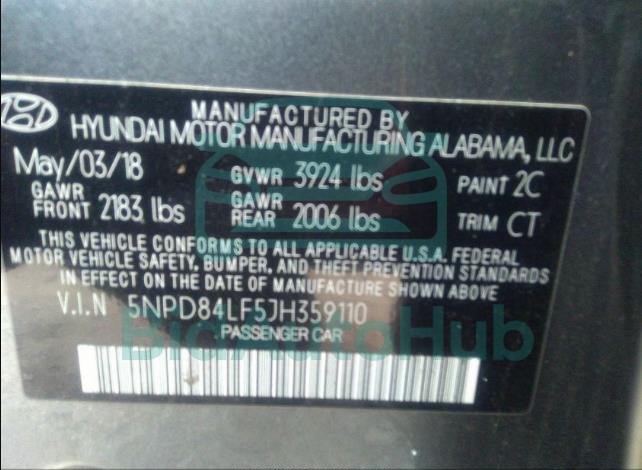 MANUFACTURED BY
HYUNDAI MOTOR MANUFACTURING ALABAMA, LLC
May/03/18 GVWR 3924 lbs PAINT 2C
GAWR FRONT 2183 lbs GAWR REAR 2006 lbs TRIM CT
THIS VEHICLE CONFORMS TO ALL APPLICABLE U.S.A. FEDERAL
MOTOR VEHICLE SAFETY, BUMPER, AND THEFT PREVENTION STANDARDS
IN EFFECT ON THE DATE OF MANUFACTURE SHOWN ABOVE
V.I.N 5NPD84LF5JH359110
PASSENGER CAR
BidAutoHub